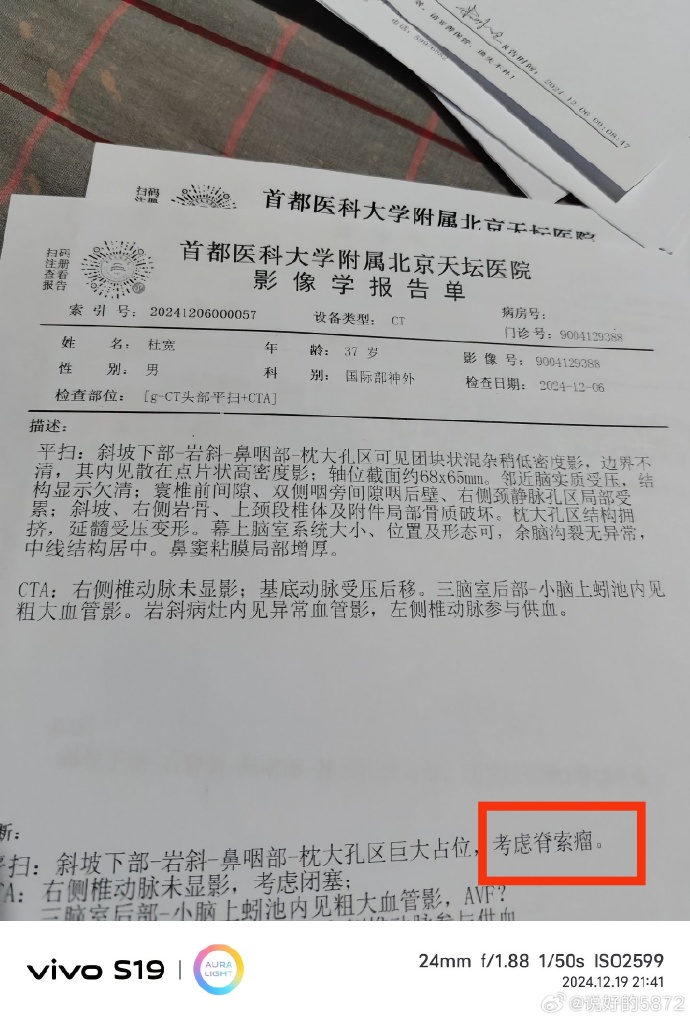 电话:
2024-12-06 09:08:47
扫码
注册
首都医科大学附属北京天坛医院
扫码
注册
查看
报告
首都医科大学附属北京天坛医院
影像学报告单
索引号: 20241206000057
设备类型: CT
病房号:
门诊号: 9004129388
姓名: 杜宽
年龄: 37 岁
影像号: 9004129388
性别: 男
科别: 国际部神外
检查日期: 2024-12-06
检查部位: [g-CT头部平扫+CTA]
描述:
平扫: 斜坡下部-岩斜-鼻咽部-枕大孔区可见团块状混杂稍低密度影, 边界不
清, 其内见散在点片状高密度影; 轴位截面约68x65mm。邻近脑实质受压, 结
构显示欠清; 寰椎前间隙、双侧咽旁间隙咽后壁、右侧颈静脉孔区局部受
累; 斜坡、右侧岩骨、上颈段椎体及附件局部骨质破坏。枕大孔区结构拥
挤, 延髓受压变形。幕上脑室系统大小、位置及形态可, 余脑沟裂无异常,
中线结构居中。鼻窦粘膜局部增厚。
CTA: 右侧椎动脉未显影; 基底动脉受压后移。三脑室后部-小脑上蚓池内见
粗大血管影。岩斜病灶内见异常血管影, 左侧椎动脉参与供血。
断:
平扫: 斜坡下部-岩斜-鼻咽部-枕大孔区巨大占位, 考虑脊索瘤。
TA: 右侧椎动脉未显影, 考虑闭塞;
三脑室后部-小脑上蚓池内见粗大血管影, AVF?
vivo S19
AURA
LIGHT
24mm f/1.88 1/50s ISO2599
2024.12.19 21:41
@说好的5872